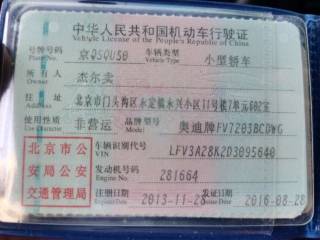 中华人民共和国机动车行驶证
Vehicle License of the People's Republic of China
号牌号码 京QSQU58 车辆类型 小型轿车
Plate No. Vehicle Type
所有人 杰尔夫
Owner
住址 北京市门头沟区永定镇永兴小区11号楼7单元602室
Address
使用性质 非营运 品牌型号 奥迪牌FV7203BCDWG
车辆识别代号 LFV3A28K2D3095640
VIN
北京市公安局公安交通管理局
发动机号码 281664
Engine No.
注册日期 2013-11-28 发证日期 2016-08-28
Register Date Issue Date